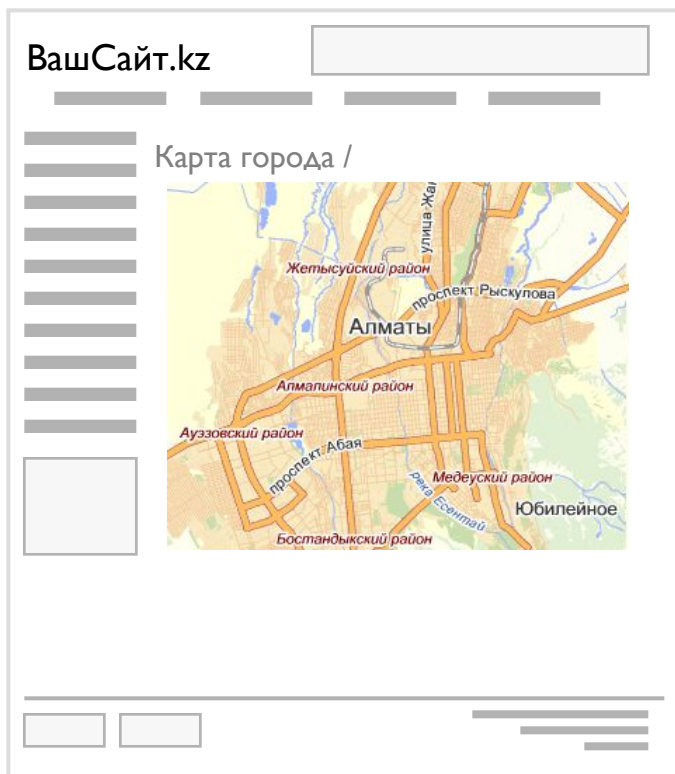 ВашСайт.kz
Карта города /
улица Жан
Жетысуйский район
проспект Рыскулова
Алматы
Алмалинский район
Ауэзовский район
проспект Абая
Медеуский район
река Есентай
Юбилейное
Бостандыкский район